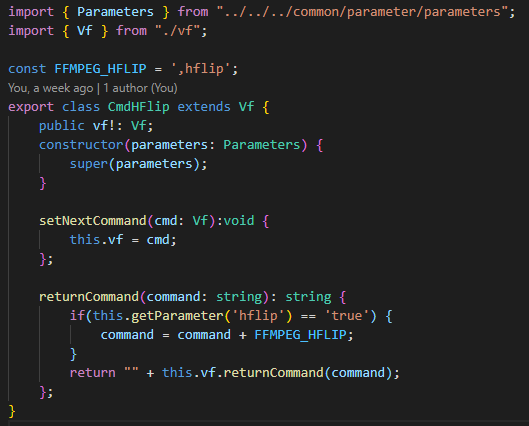 import { Parameters } from "../../../common/parameter/parameters";
import { Vf } from "./vf";

const FFMPEG_HFLIP = ',hflip';
You, a week ago | 1 author (You)
export class CmdHFlip extends Vf {
    public vf!: Vf;
    constructor(parameters: Parameters) {
        super(parameters);
    }

    setNextCommand(cmd: Vf):void {
        this.vf = cmd;
    };

    returnCommand(command: string): string {
        if(this.getParameter('hflip') == 'true') {
            command = command + FFMPEG_HFLIP;
        }
        return "" + this.vf.returnCommand(command);
    };
}